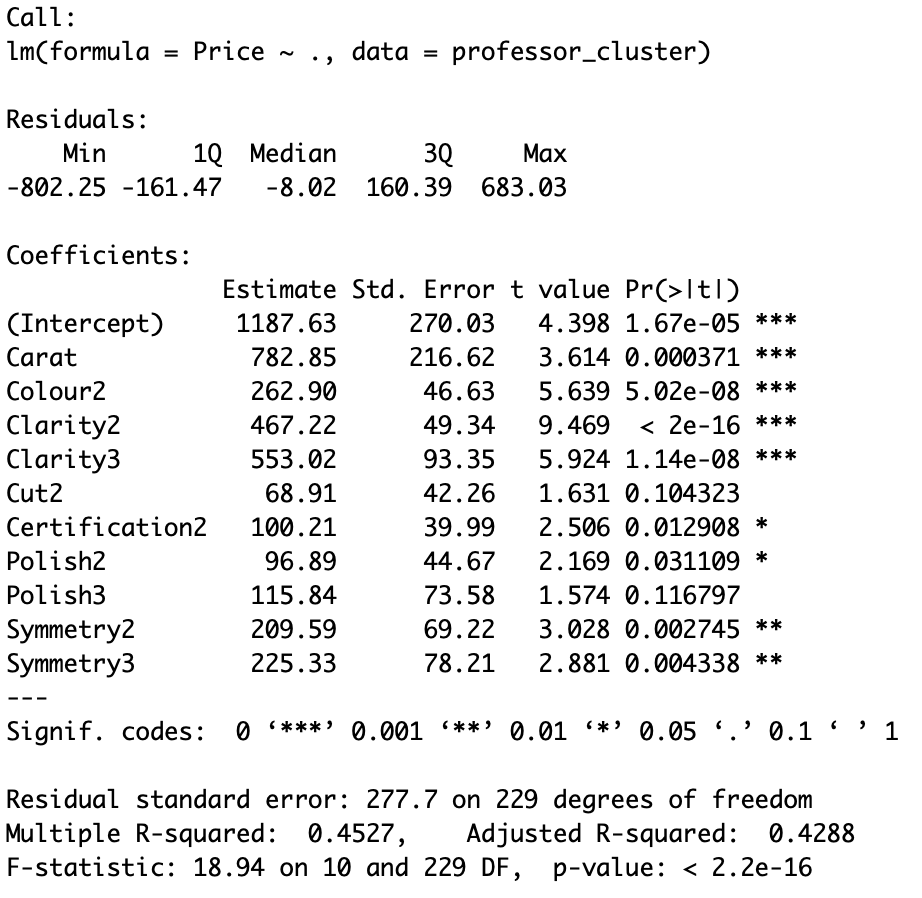 Call:
lm(formula = Price ~ ., data = professor_cluster)
Residuals:
    Min      1Q  Median      3Q     Max
-802.25 -161.47   -8.02  160.39  683.03
Coefficients:
               Estimate Std. Error t value Pr(>|t|)
(Intercept)     1187.63     270.03   4.398 1.67e-05 ***
Carat            782.85     216.62   3.614 0.000371 ***
Colour2          262.90      46.63   5.639 5.02e-08 ***
Clarity2         467.22      49.34   9.469  < 2e-16 ***
Clarity3         553.02      93.35   5.924 1.14e-08 ***
Cut2              68.91      42.26   1.631 0.104323
Certification2   100.21      39.99   2.506 0.012908 *
Polish2           96.89      44.67   2.169 0.031109 *
Polish3          115.84      73.58   1.574 0.116797
Symmetry2        209.59      69.22   3.028 0.002745 **
Symmetry3        225.33      78.21   2.881 0.004338 **
---
Signif. codes:  0 ‘***’ 0.001 ‘**’ 0.01 ‘*’ 0.05 ‘.’ 0.1 ‘ ’ 1
Residual standard error: 277.7 on 229 degrees of freedom
Multiple R-squared:  0.4527,	Adjusted R-squared:  0.4288
F-statistic: 18.94 on 10 and 229 DF,  p-value: < 2.2e-16